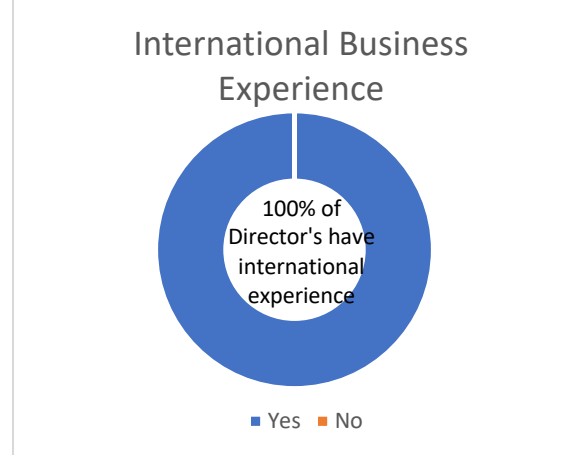 International Business
Experience
100% of
Director's have
international
experience
Yes No